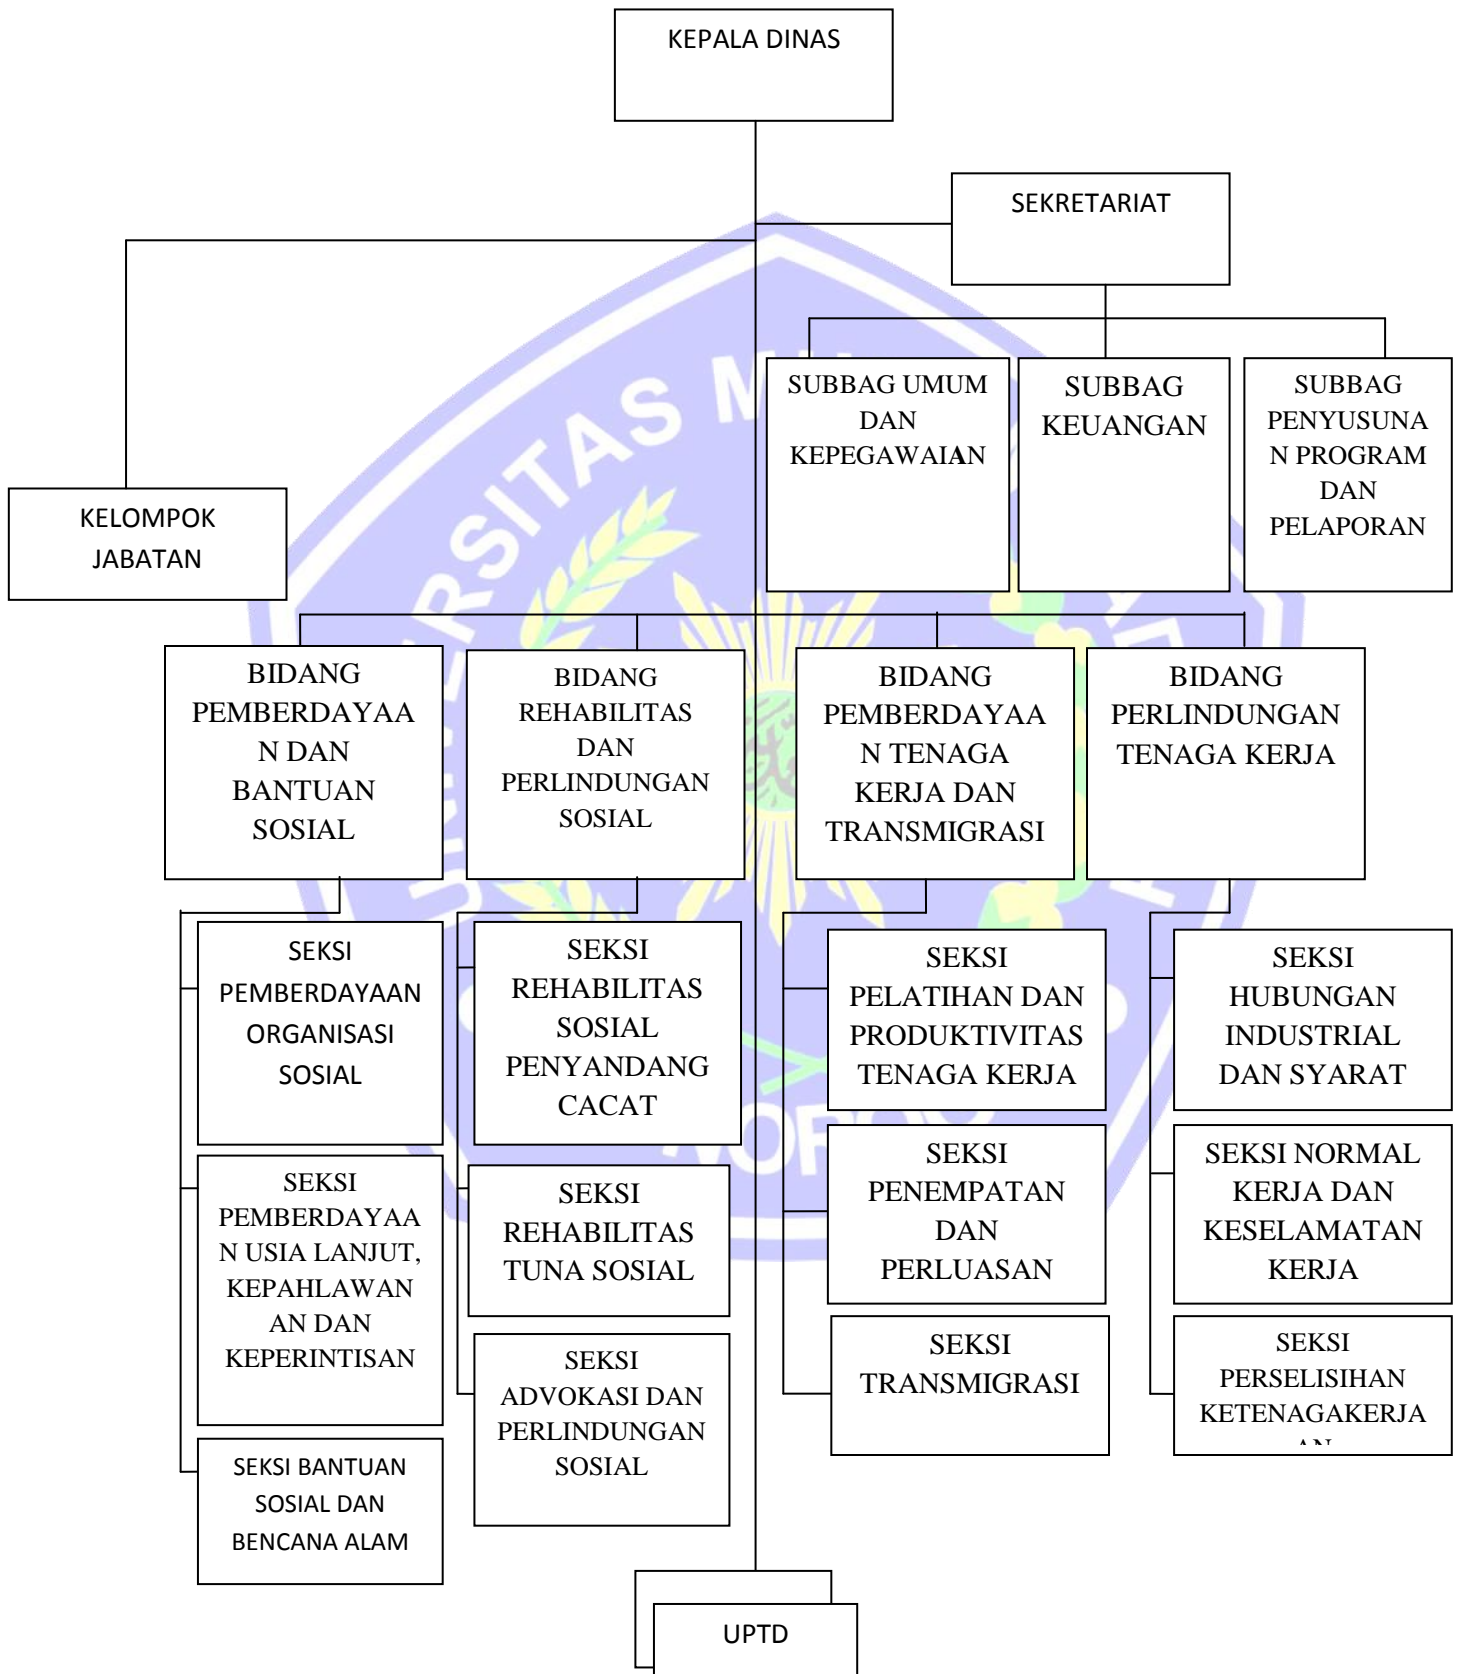 KEPALA DINAS
SEKRETARIAT
SUBBAG UMUM
DAN
KEPEGAWAIAN
SUBBAG
KEUANGAN
SUBBAG
PENYUSUNA
N PROGRAM
DAN
PELAPORAN
KELOMPOK
JABATAN
BIDANG
PEMBERDAYAA
N DAN
BANTUAN
SOSIAL
BIDANG
REHABILITAS
DAN
PERLINDUNGAN
SOSIAL
BIDANG
PEMBERDAYAA
N TENAGA
KERJA DAN
TRANSMIGRASI
BIDANG
PERLINDUNGAN
TENAGA KERJA
SEKSI
PEMBERDAYAAN
ORGANISASI
SOSIAL
SEKSI
PEMBERDAYAA
N USIA LANJUT,
KEPAHLAWAN
AN DAN
KEPERINTISAN
SEKSI BANTUAN
SOSIAL DAN
BENCANA ALAM
SEKSI
REHABILITAS
SOSIAL
PENYANDANG
CACAT
SEKSI
REHABILITAS
TUNA SOSIAL
SEKSI
ADVOKASI DAN
PERLINDUNGAN
SOSIAL
SEKSI
PELATIHAN DAN
PRODUKTIVITAS
TENAGA KERJA
SEKSI
PENEMPATAN
DAN
PERLUASAN
SEKSI
TRANSMIGRASI
SEKSI
HUBUNGAN
INDUSTRIAL
DAN SYARAT
SEKSI NORMAL
KERJA DAN
KESELAMATAN
KERJA
SEKSI
PERSELISIHAN
KETENAGAKERJA
AN
UPTD